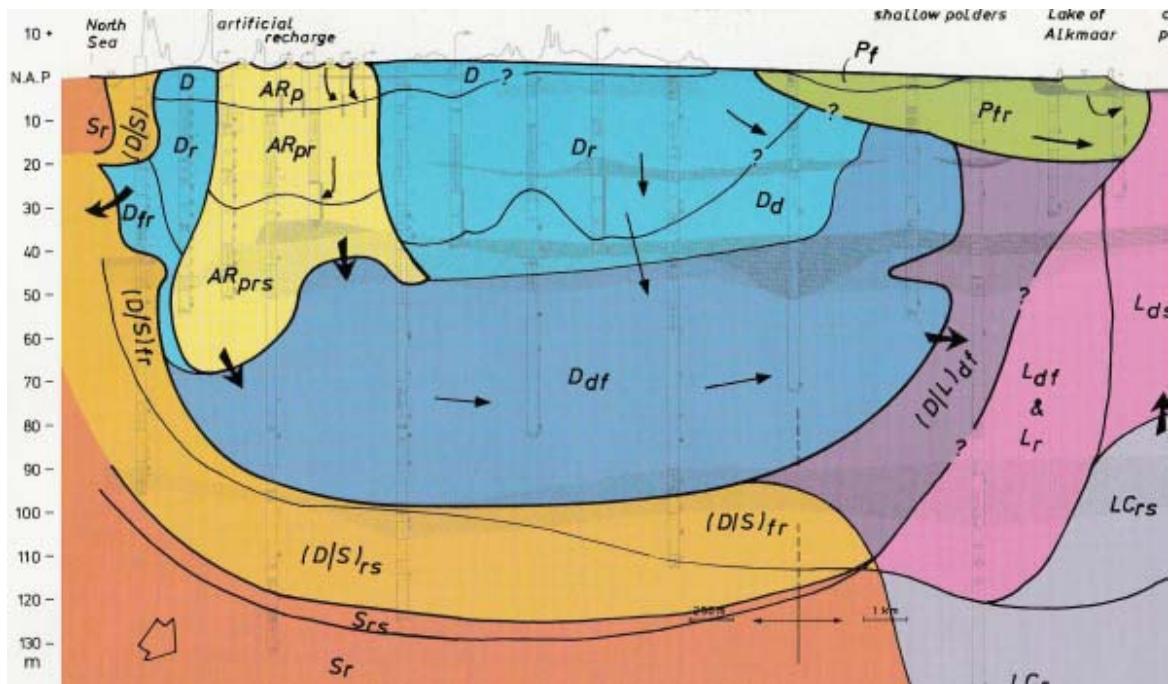 North
Sea
artificial
recharge
shallow polders
Lake of
Alkmaar
10 +
N.A.P
10
20
30
40
50
60
70
80
90
100
110
120
130
m
Sr
(S/D)
D
Dr
Dfr
ARp
ARpr
ARprs
D ?
Dr
?
Dd
?
Pf
Pfr
(D/S)fr
Ddf
(D/L)df
?
?
Ldf
&
Lr
Lds
LCrs
(D/S)rs
(D/S)fr
Srs
Sr
1 km